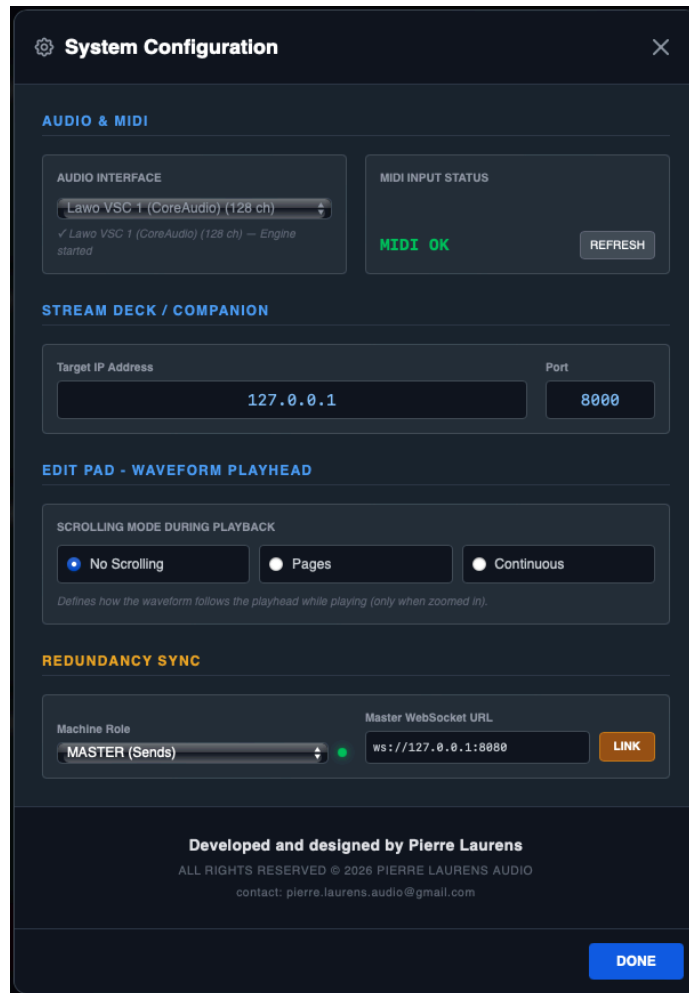 System Configuration
AUDIO & MIDI
AUDIO INTERFACE
Lawo VSC 1 (CoreAudio) (128 ch)
✓ Lawo VSC 1 (CoreAudio) (128 ch) — Engine
started
MIDI INPUT STATUS
MIDI OK
REFRESH
STREAM DECK / COMPANION
Target IP Address
Port
127.0.0.1
8000
EDIT PAD - WAVEFORM PLAYHEAD
SCROLLING MODE DURING PLAYBACK
No Scrolling
Pages
Continuous
Defines how the waveform follows the playhead while playing (only when zoomed in).
REDUNDANCY SYNC
Machine Role
MASTER (Sends)
Master WebSocket URL
ws://127.0.0.1:8080
LINK
Developed and designed by Pierre Laurens
ALL RIGHTS RESERVED © 2026 PIERRE LAURENS AUDIO
contact: pierre.laurens.audio@gmail.com
DONE